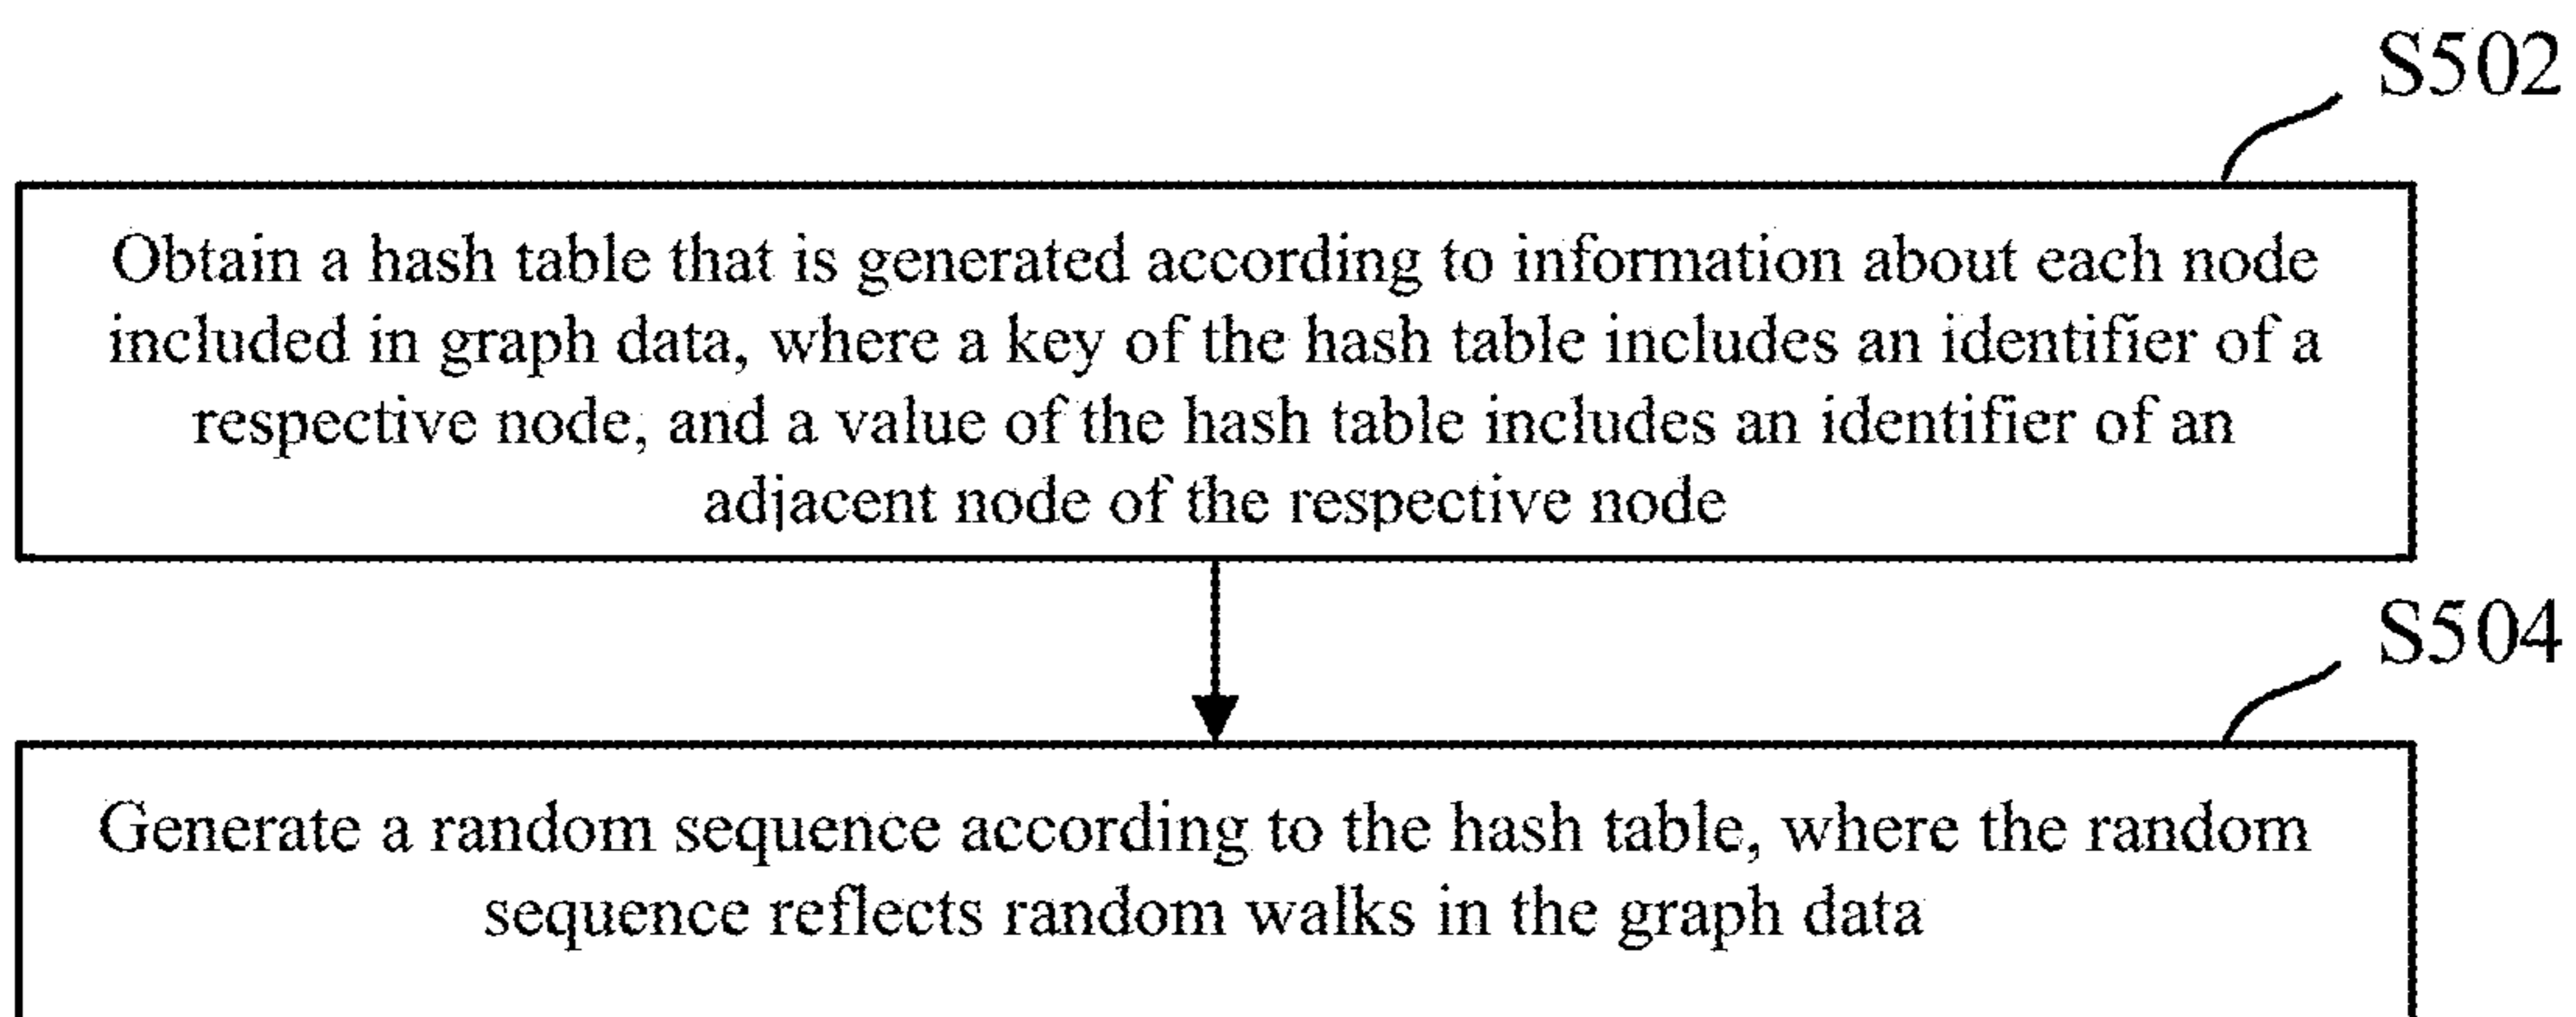 S502
Obtain a hash table that is generated according to information about each node
included in graph data, where a key of the hash table includes an identifier of a
respective node, and a value of the hash table includes an identifier of an
adjacent node of the respective node
S504
Generate a random sequence according to the hash table, where the random
sequence reflects random walks in the graph data